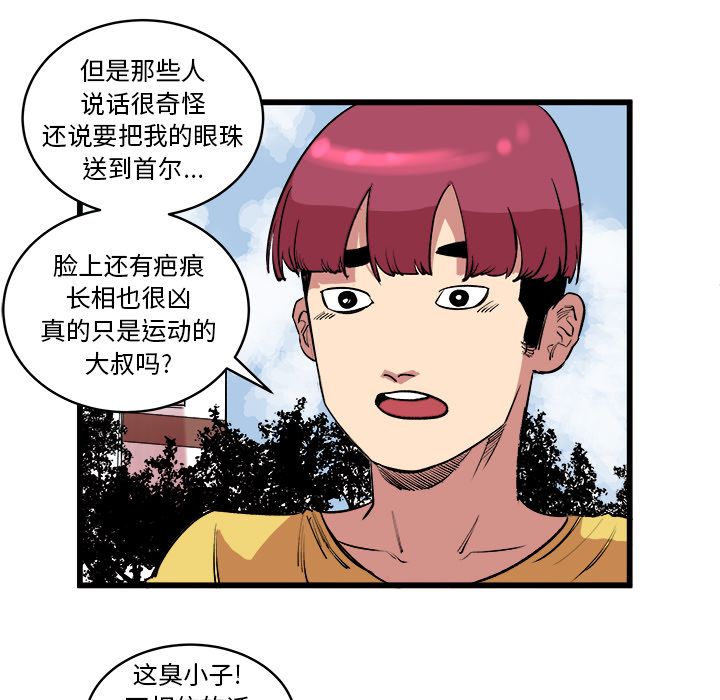 但是那些人
说话很奇怪
还说要把我的眼珠
送到首尔...
脸上还有疤痕
长相也很凶
真的只是运动的
大叔吗?
这臭小子!